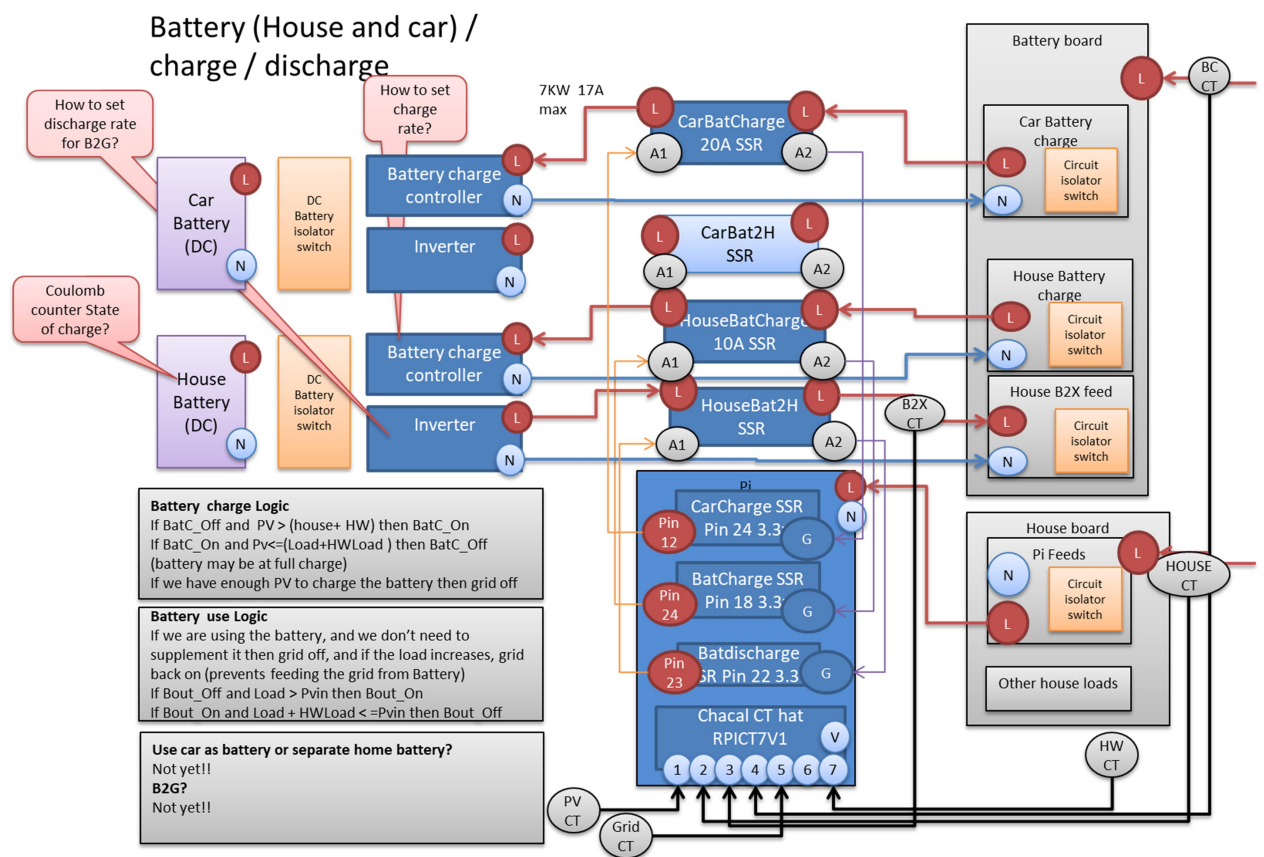 Battery (House and car) /
charge / discharge
How to set
discharge rate
for B2G?
How to set
charge
rate?
7KW 17A
max
Battery board
BC
CT
L
L
CarBatCharge
20A SSR
L
A1
A2
Car Battery
charge
L
N
Circuit
isolator
switch
Car
Battery
(DC)
L
N
DC
Battery
isolator
switch
Battery charge
controller
L
N
Inverter
L
N
L
CarBat2H
SSR
L
A1
A2
House Battery
charge
L
N
Circuit
isolator
switch
Coulomb
counter State
of charge?
L
HouseBatCharge
10A SSR
L
A1
A2
House
Battery
(DC)
L
N
DC
Battery
isolator
switch
Battery charge
controller
L
N
Inverter
L
N
L
HouseBat2H
SSR
L
A1
A2
B2X
CT
House B2X feed
L
N
Circuit
isolator
switch
Battery charge Logic
If BatC_Off and PV > (house+ HW) then BatC_On
If BatC_On and Pv<=(Load+HWLoad ) then BatC_Off
(battery may be at full charge)
If we have enough PV to charge the battery then grid off
Battery use Logic
If we are using the battery, and we don’t need to
supplement it then grid off, and if the load increases, grid
back on (prevents feeding the grid from Battery)
If Bout_Off and Load > Pvin then Bout_On
If Bout_On and Load + HWLoad < =Pvin then Bout_Off
Use car as battery or separate home battery?
Not yet!!
B2G?
Not yet!!
Pi
L
N
CarCharge SSR
Pin 24 3.3
Pin
12
G
BatCharge SSR
Pin 18 3.3
Pin
24
G
Batdischarge
SR Pin 22 3.3
Pin
23
G
Chacal CT hat
RPICT7V1
V
1 2 3 4 5 6 7
House board
Pi Feeds
L
N
L
Circuit
isolator
switch
HOUSE
CT
Other house loads
HW
CT
PV
CT
Grid
CT